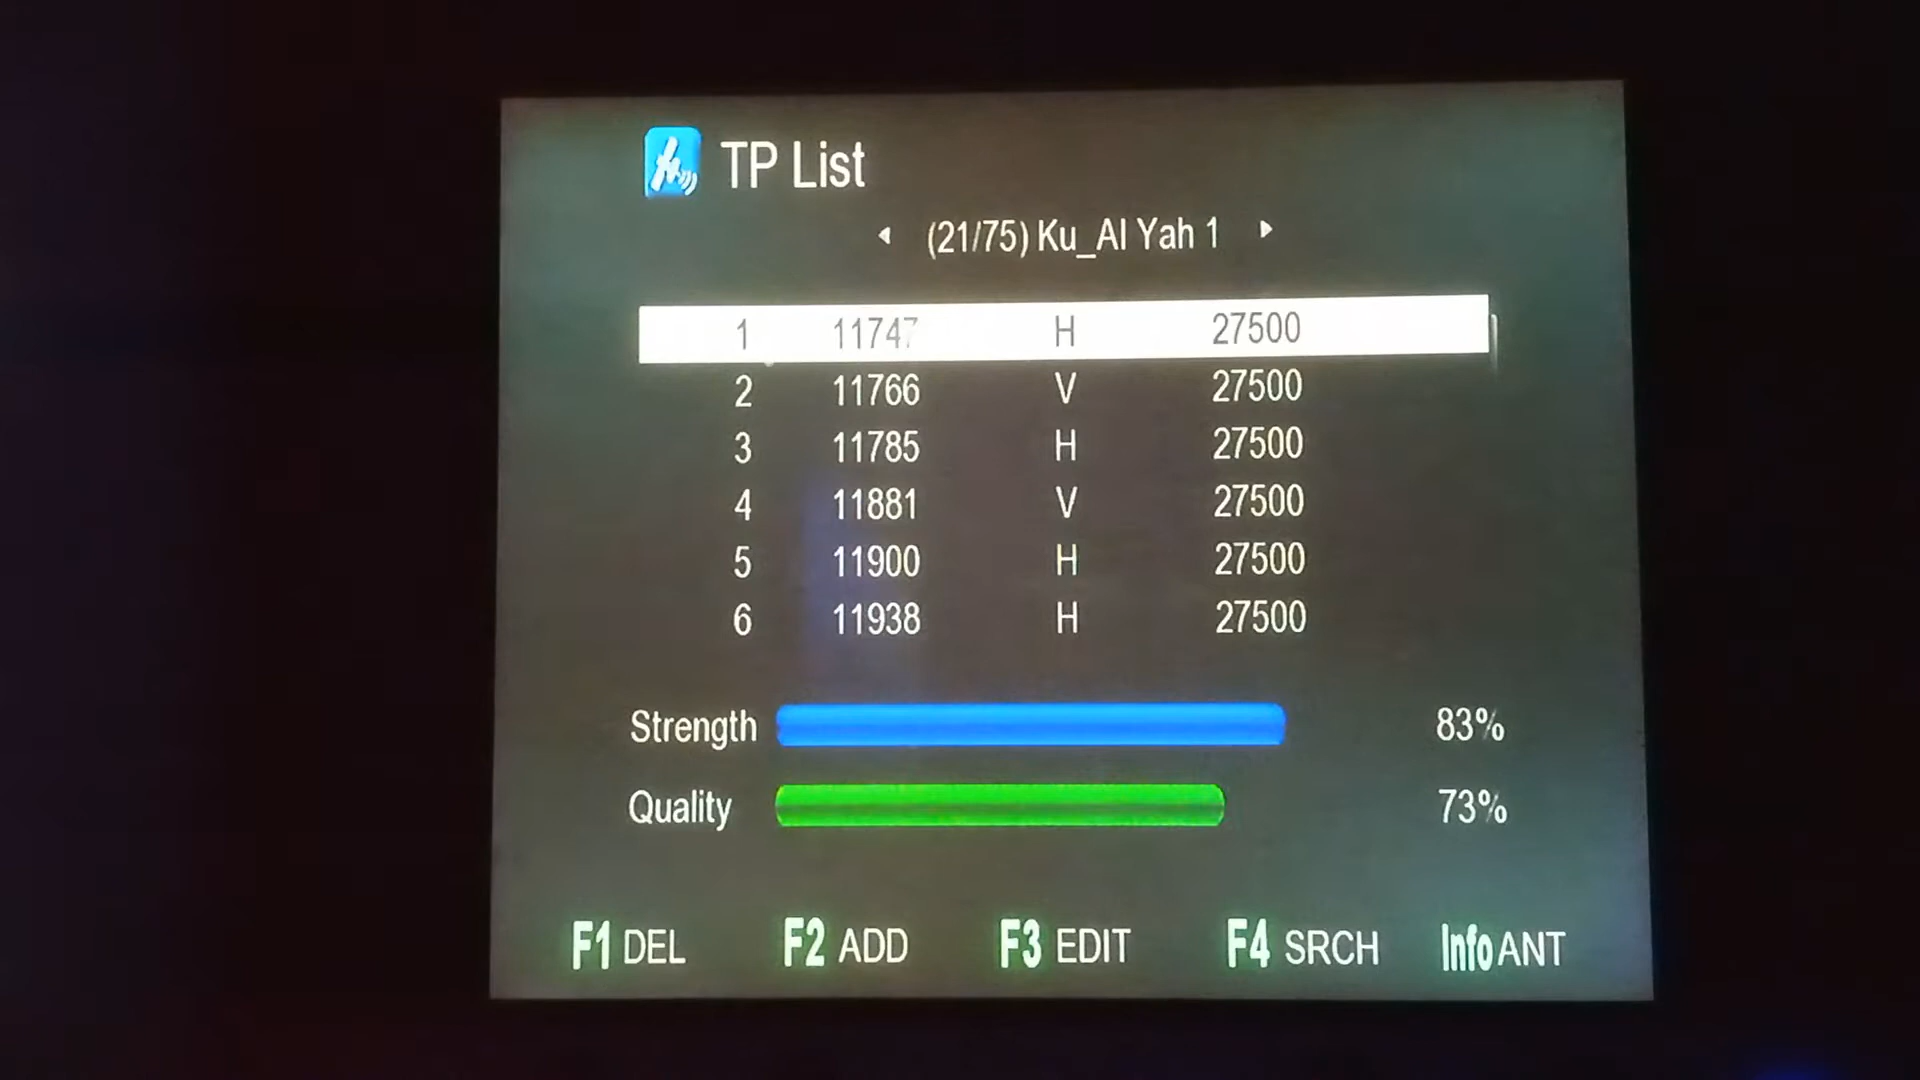 TP List
(21/75) Ku_Al Yah 1
1 11747 H 27500
2 11766 V 27500
3 11785 H 27500
4 11881 V 27500
5 11900 H 27500
6 11938 H 27500
Strength 83%
Quality 73%
F1 DEL F2 ADD F3 EDIT F4 SRCH Info ANT